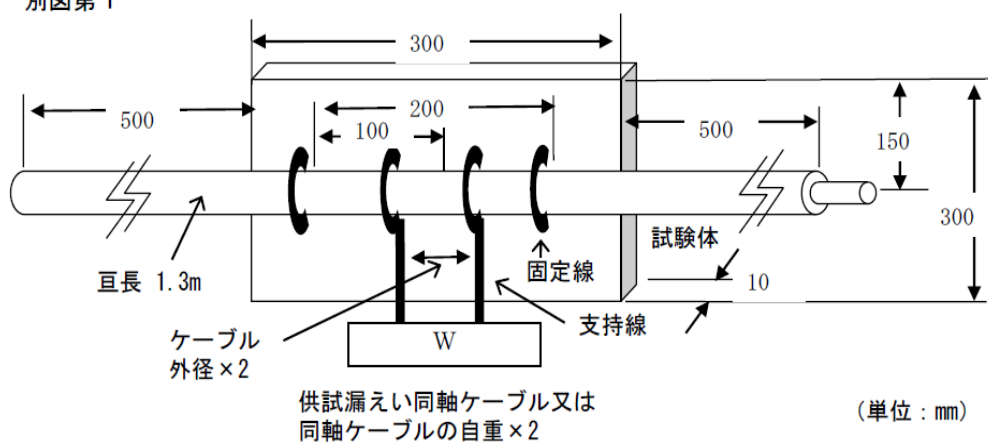 別図第1
300
500
200
500
100
150
300
試験体
固定線
10
亘長 1.3m
支持線
ケーブル
外径×2
W
供試漏えい同軸ケーブル又は
同軸ケーブルの自重×2
(単位:mm)